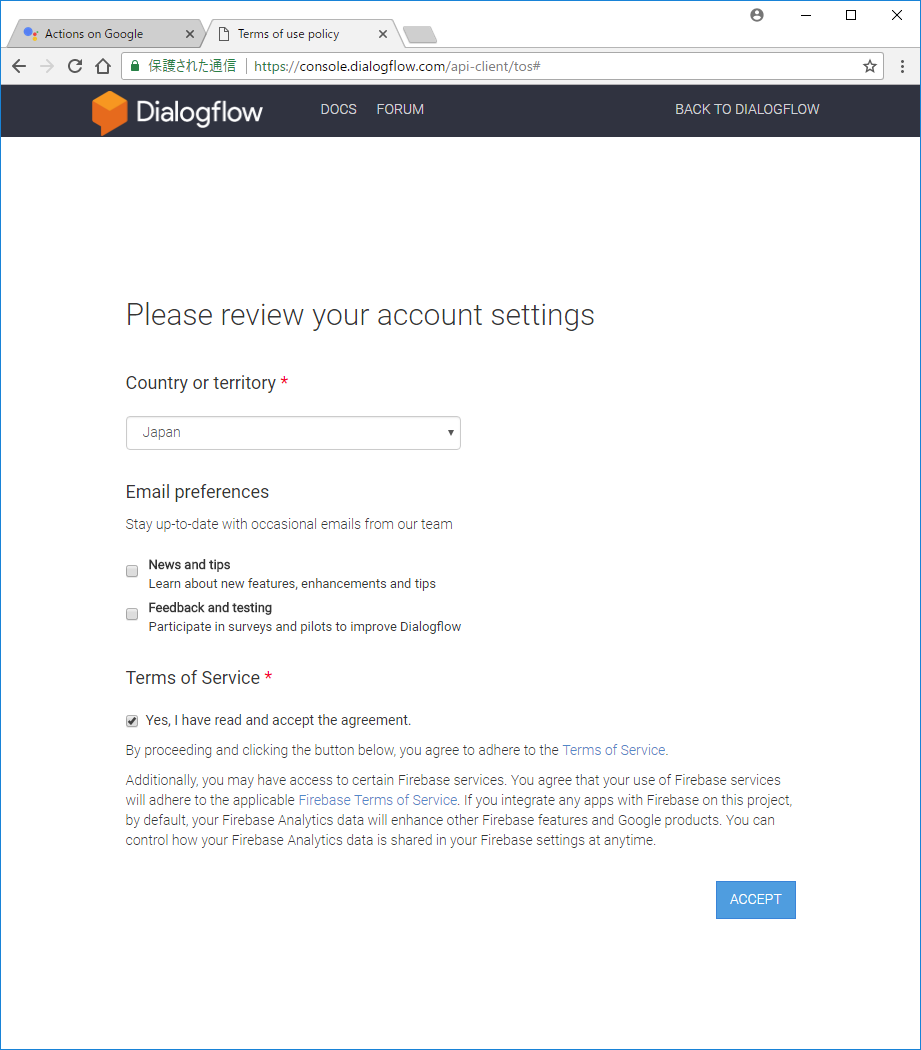 Actions on Google
Terms of use policy
保護された通信
https://console.dialogflow.com/api-client/tos#
Dialogflow
DOCS
FORUM
BACK TO DIALOGFLOW
Please review your account settings
Country or territory *
Japan
Email preferences
Stay up-to-date with occasional emails from our team
News and tips
Learn about new features, enhancements and tips
Feedback and testing
Participate in surveys and pilots to improve Dialogflow
Terms of Service *
Yes, I have read and accept the agreement.
By proceeding and clicking the button below, you agree to adhere to the Terms of Service.
Additionally, you may have access to certain Firebase services. You agree that your use of Firebase services
will adhere to the applicable Firebase Terms of Service. If you integrate any apps with Firebase on this project,
by default, your Firebase Analytics data will enhance other Firebase features and Google products. You can
control how your Firebase Analytics data is shared in your Firebase settings at anytime.
ACCEPT